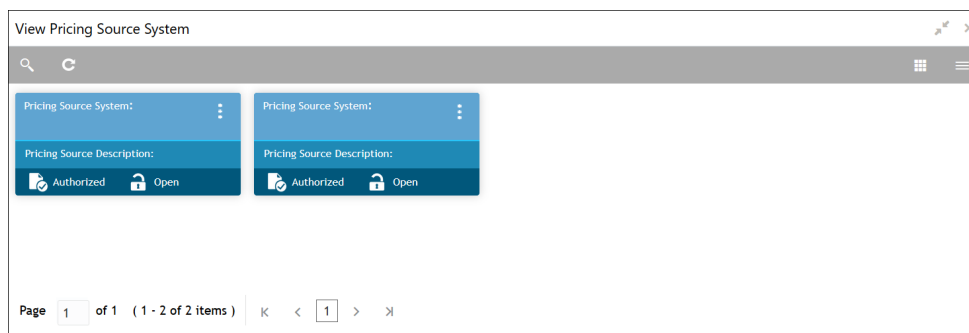 View Pricing Source System
Pricing Source System: Pricing Source System:
Pricing Source Description: Pricing Source Description:
Authorized Open Authorized Open
Page 1 of 1 ( 1 - 2 of 2 items ) 1